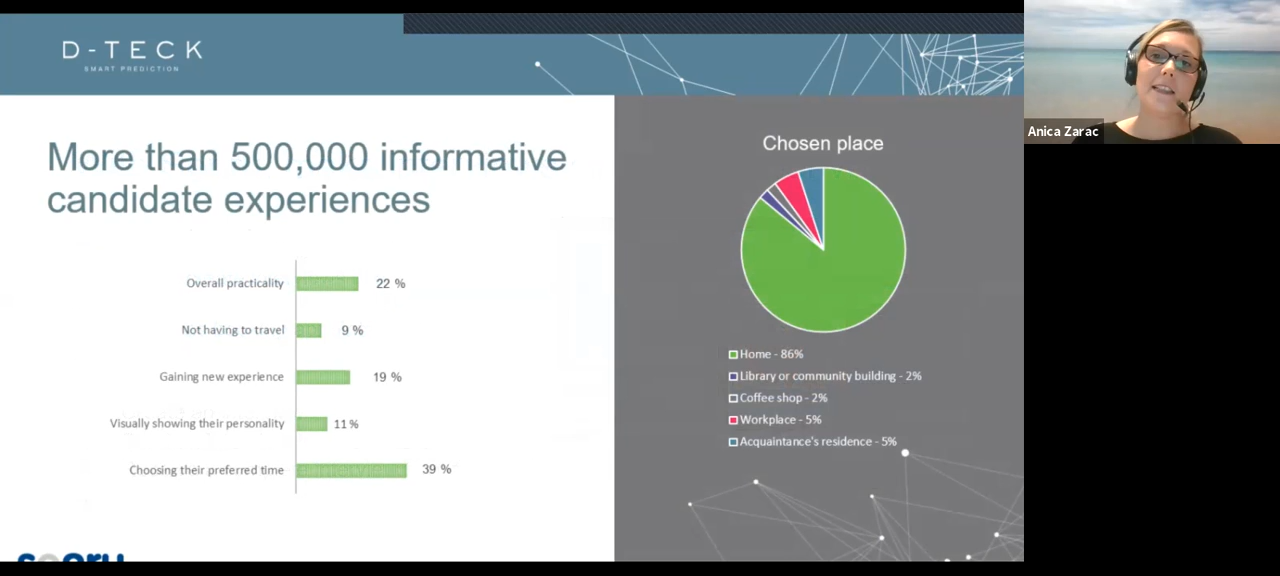 D-TECK
SMART PREDICTION
More than 500,000 informative
candidate experiences
Overall practicality 22 %
Not having to travel 9 %
Gaining new experience 19 %
Visually showing their personality 11 %
Choosing their preferred time 39 %
Chosen place
Home - 86%
Library or community building - 2%
Coffee shop - 2%
Workplace - 5%
Acquaintance's residence - 5%
Anica Zarac